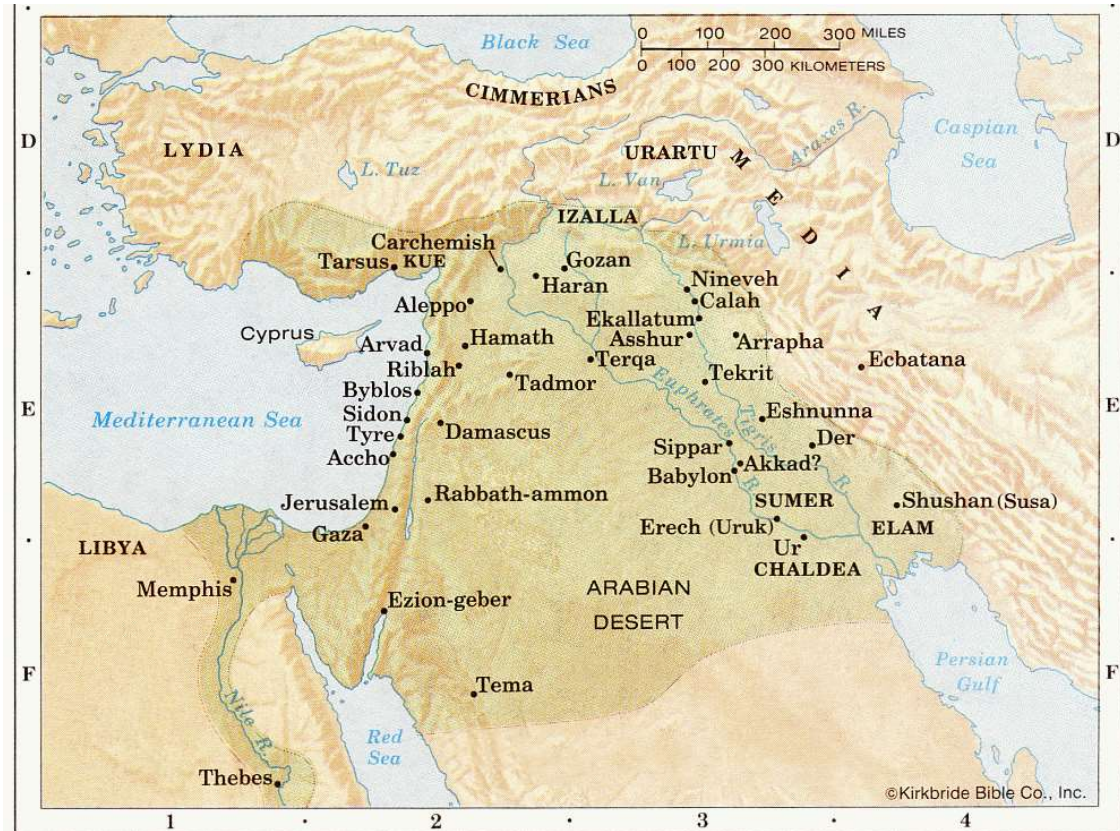 Black Sea
0 100 200 300 MILES
0 100 200 300 KILOMETERS
CIMMERIANS
D
D
LYDIA
L. Tuz
URARTU
L. Van
MEDIA
Araxes R.
Caspian
Sea
IZALLA
L. Urmia
Carchemish
Tarsus
KUE
Gozan
Haran
Nineveh
Calah
Aleppo
Ekallatum
Asshur
Arrapha
Cyprus
Arvad
Hamath
Terqa
Ecbatana
Riblah
Tadmor
Tekrit
Byblos
Euphrates R.
Tigris R.
E
E
Mediterranean Sea
Sidon
Tyre
Damascus
Eshnunna
Der
Accho
Sippar
Akkad?
Babylon
Jerusalem
Rabbath-ammon
SUMER
Shushan (Susa)
Gaza
Erech (Uruk)
ELAM
LIBYA
Ur
CHALDEA
Memphis
Ezion-geber
ARABIAN
DESERT
F
F
Tema
Persian
Gulf
Nile R.
Red
Sea
Thebes
©Kirkbride Bible Co., Inc.
1 2 3 4